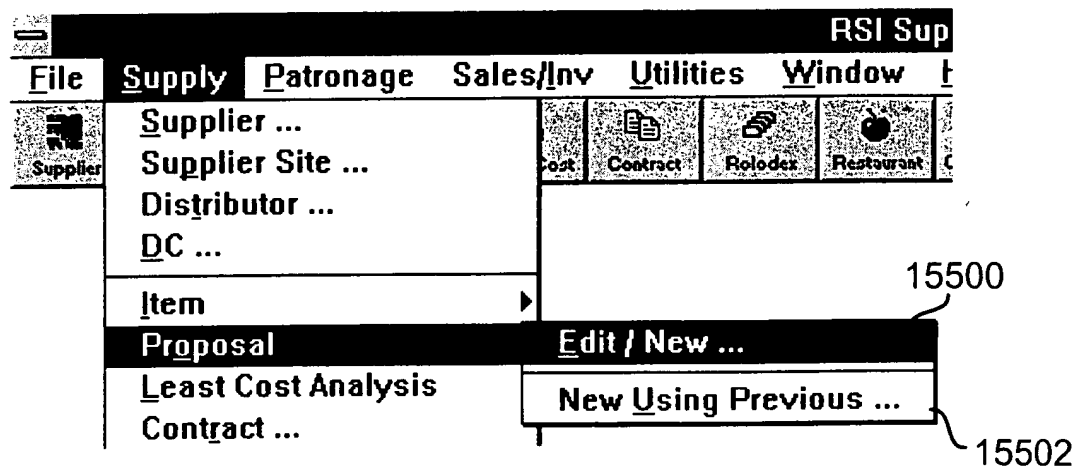 RSI Sup
File Supply Patronage Sales/Inv Utilities Window
Supplier Cost Contract Rolodex Restaurant
Supplier ...
Supplier Site ...
Distributor ...
DC ...
Item
Proposal
Edit / New ...
Least Cost Analysis
New Using Previous ...
Contract ...
15500
15502